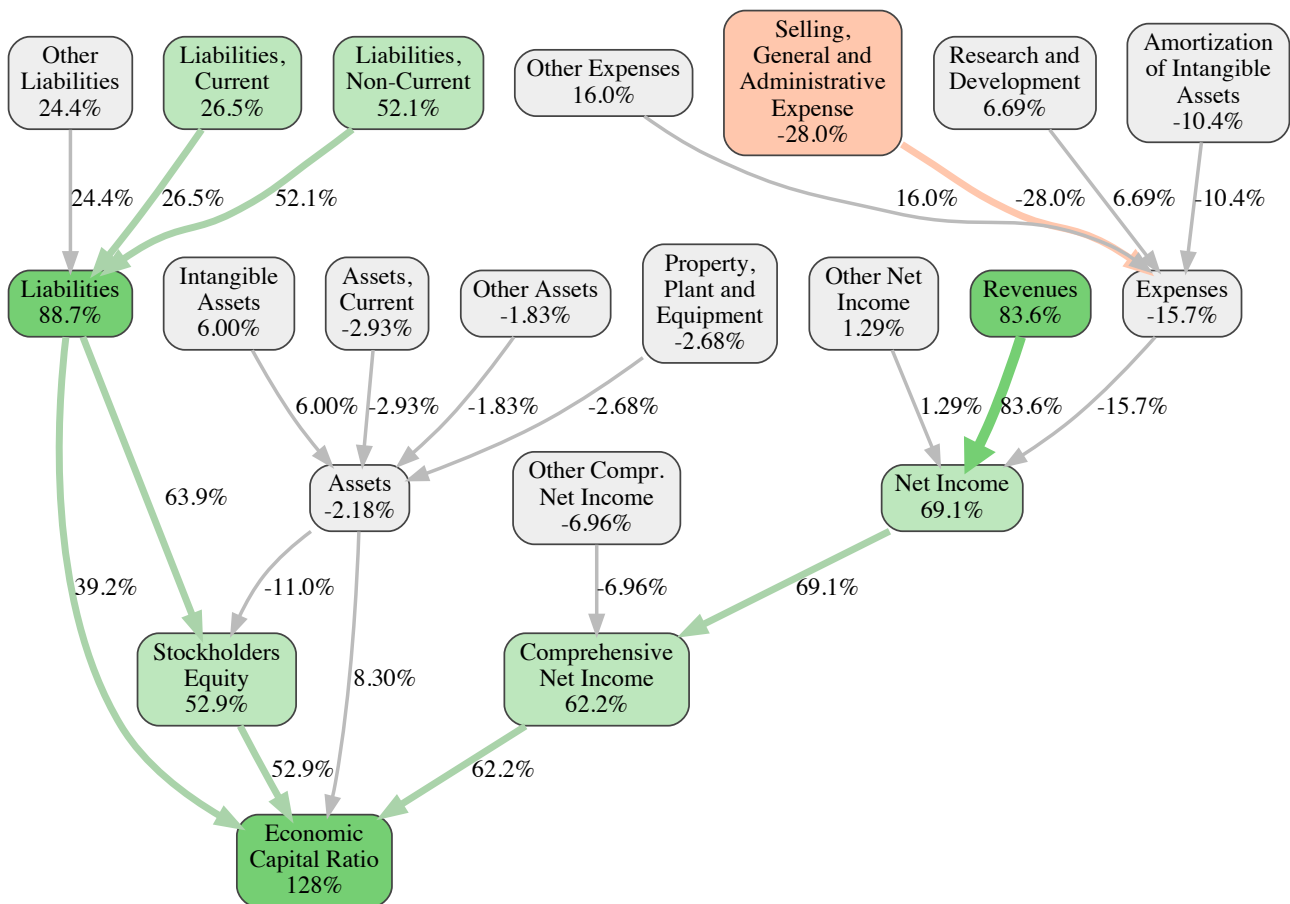 Other
Liabilities
24.4%
Liabilities,
Current
26.5%
Liabilities,
Non-Current
52.1%
Other Expenses
16.0%
Selling,
General and
Administrative
Expense
-28.0%
Research and
Development
6.69%
Amortization
of Intangible
Assets
-10.4%
24.4%
26.5%
52.1%
16.0%
-28.0%
6.69%
-10.4%
Liabilities
88.7%
Intangible
Assets
6.00%
Assets,
Current
-2.93%
Other Assets
-1.83%
Property,
Plant and
Equipment
-2.68%
Other Net
Income
1.29%
Revenues
83.6%
Expenses
-15.7%
6.00%
-2.93%
-1.83%
-2.68%
1.29%
83.6%
-15.7%
63.9%
Assets
-2.18%
Other Compr.
Net Income
-6.96%
Net Income
69.1%
39.2%
-11.0%
-6.96%
69.1%
Stockholders
Equity
52.9%
8.30%
Comprehensive
Net Income
62.2%
52.9%
62.2%
Economic
Capital Ratio
128%